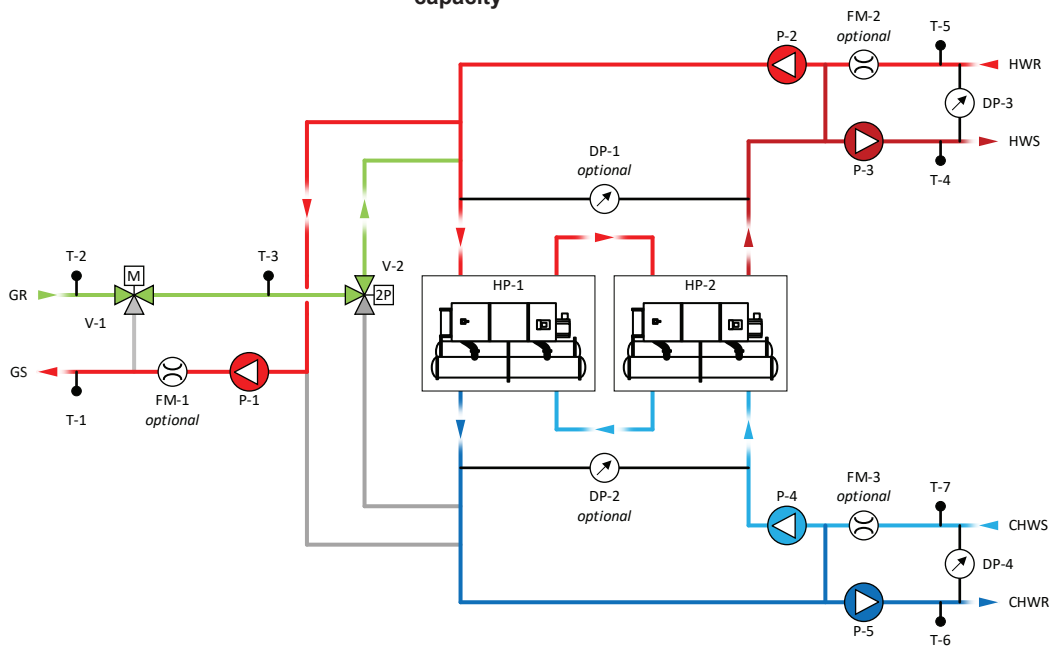 capacity
P-2
FM-2
optional
T-5
HWR
DP-3
HWS
P-3
T-4
DP-1
optional
T-2
M
T-3
V-2
2P
GR
V-1
HP-1
HP-2
GS
T-1
FM-1
optional
P-1
DP-2
optional
P-4
FM-3
optional
T-7
CHWS
DP-4
CHWR
P-5
T-6